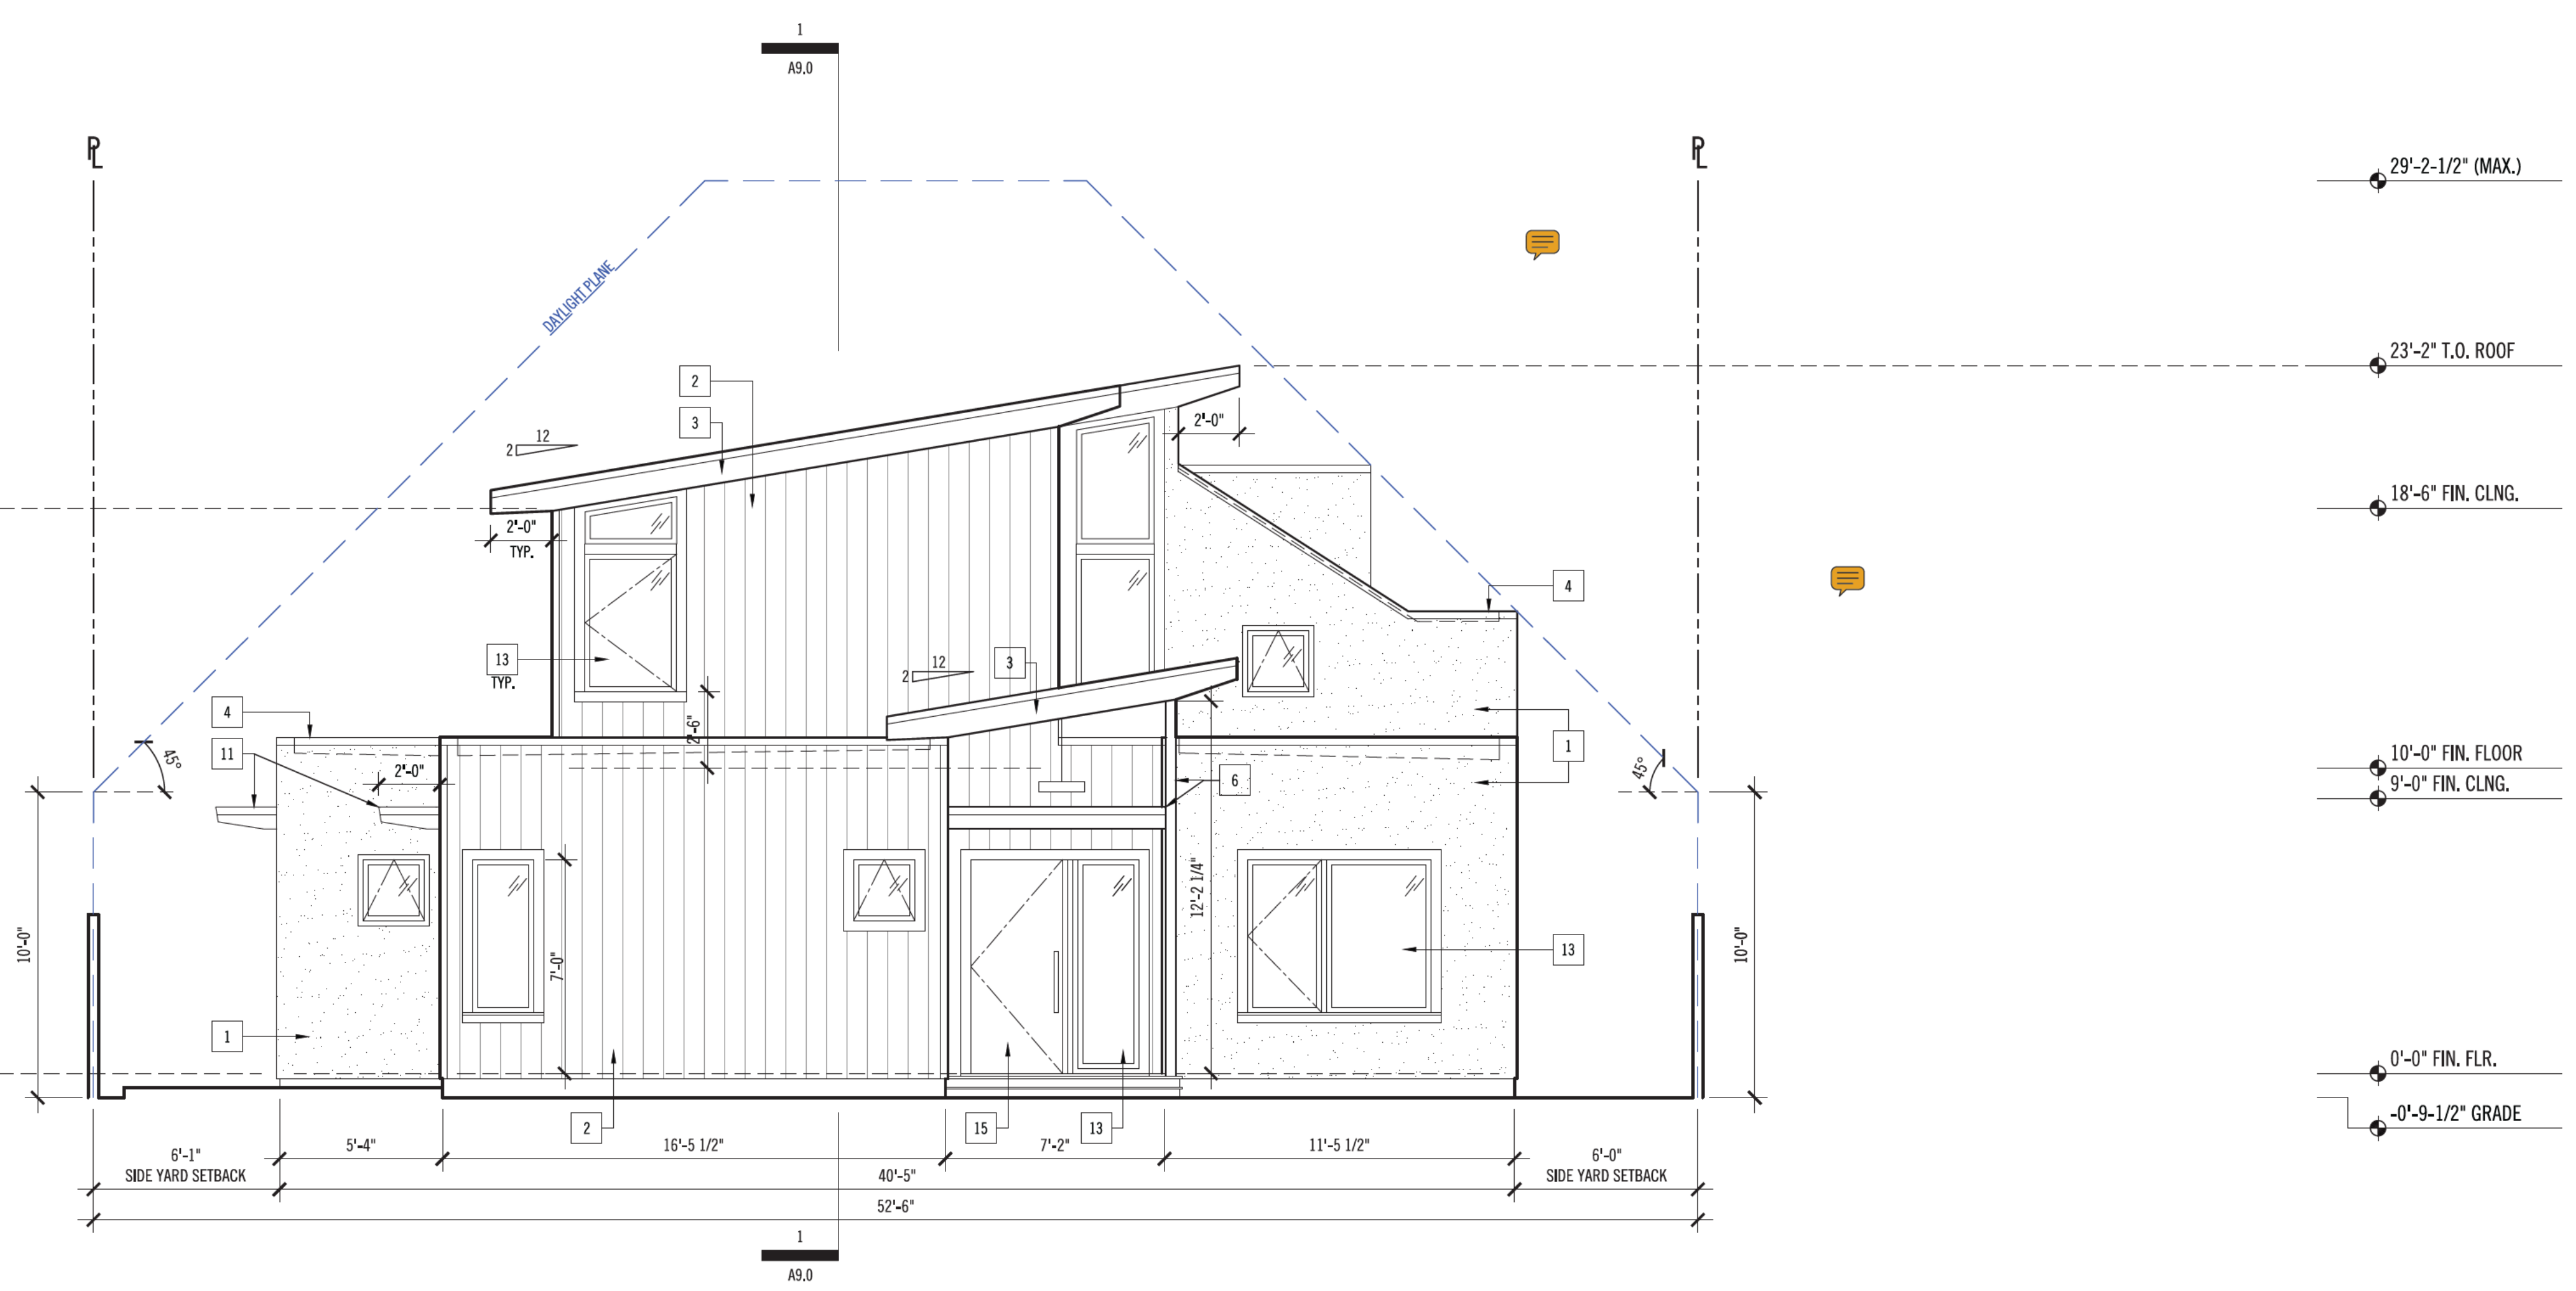 1
A9.0
PL
PL
29'-2-1/2" (MAX.)
DAYLIGHT PLANE
23'-2" T.O. ROOF
2
3
2'-0"
12
2
18'-6" FIN. CLNG.
2'-0"
TYP.
4
13
TYP.
12
2
3
4
2'-6"
1
11
45°
2'-0"
6
45°
10'-0" FIN. FLOOR
9'-0" FIN. CLNG.
12'-2 1/4"
10'-0"
7'-0"
13
10'-0"
1
0'-0" FIN. FLR.
2
15
13
-0'-9-1/2" GRADE
6'-1"
SIDE YARD SETBACK
5'-4"
16'-5 1/2"
7'-2"
11'-5 1/2"
6'-0"
SIDE YARD SETBACK
40'-5"
52'-6"
1
A9.0